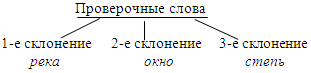 Проверочные слова
1-е склонение 2-е склонение 3-е склонение
река окно степь